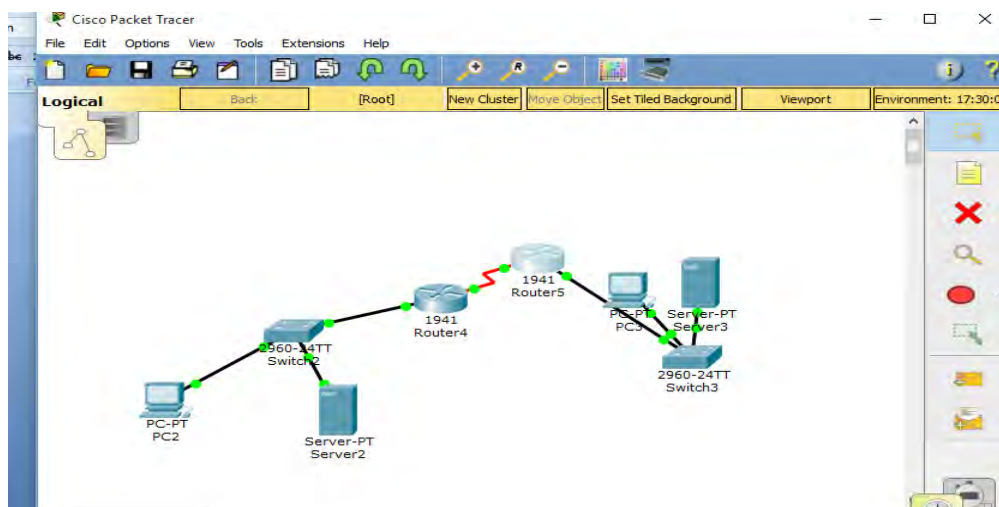 Cisco Packet Tracer
File Edit Options View Tools Extensions Help
Logical Back [Root] New Cluster Move Object Set Tiled Background Viewport Environment: 17:30:0
1941
Router5
1941
Router4
PC-PT
PC3
Server-PT
Server3
2960-24TT
Switch2
2960-24TT
Switch3
PC-PT
PC2
Server-PT
Server2